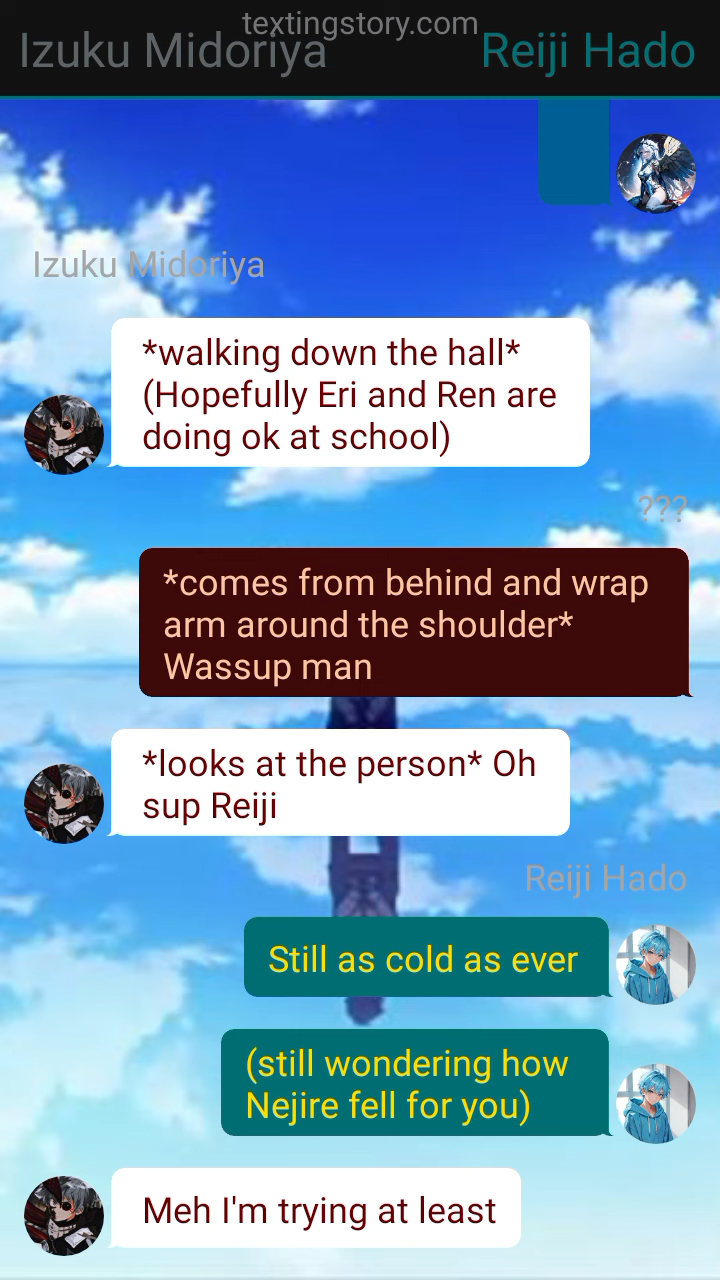 textingstory.com
Izuku Midoriya
Reiji Hado
Izuku Midoriya
*walking down the hall*
(Hopefully Eri and Ren are
doing ok at school)
???
*comes from behind and wrap
arm around the shoulder*
Wassup man
*looks at the person* Oh
sup Reiji
Reiji Hado
Still as cold as ever
(still wondering how
Nejire fell for you)
Meh I'm trying at least